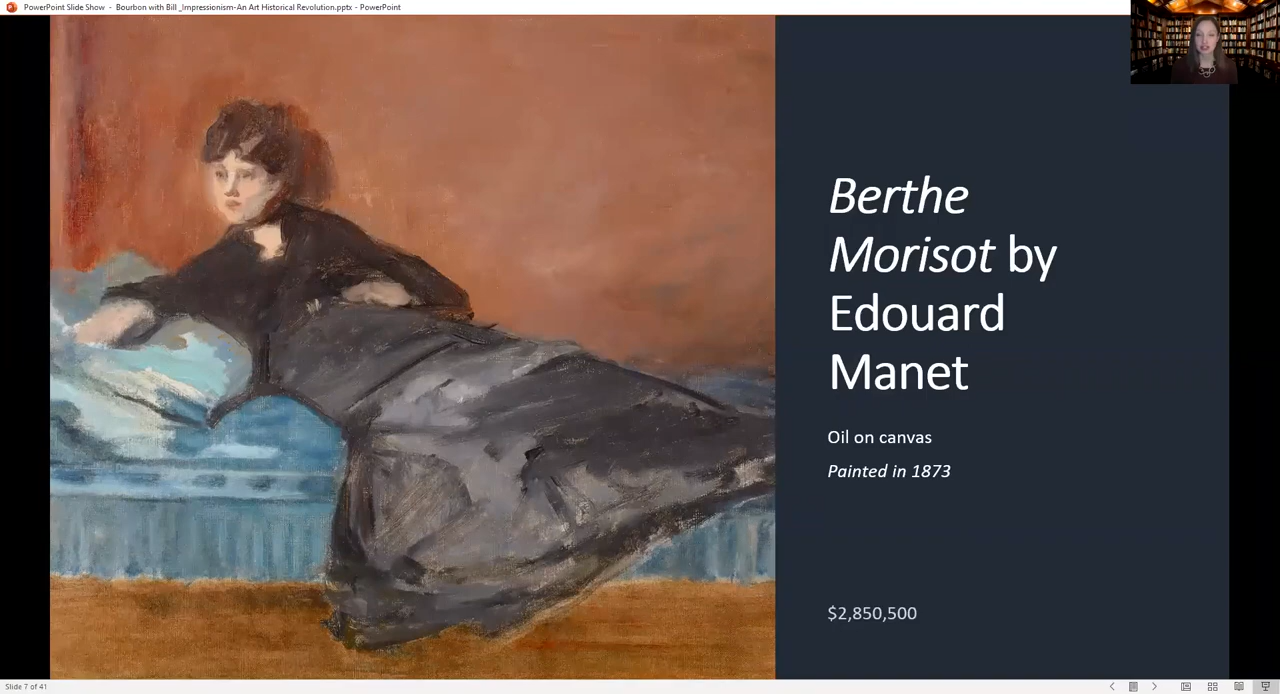 PowerPoint Slide Show - Bourbon with Bill _Impressionism-An Art Historical Revolution.pptx - PowerPoint
Berthe
Morisot by
Edouard
Manet
Oil on canvas
Painted in 1873
$2,850,500
Slide 7 of 41